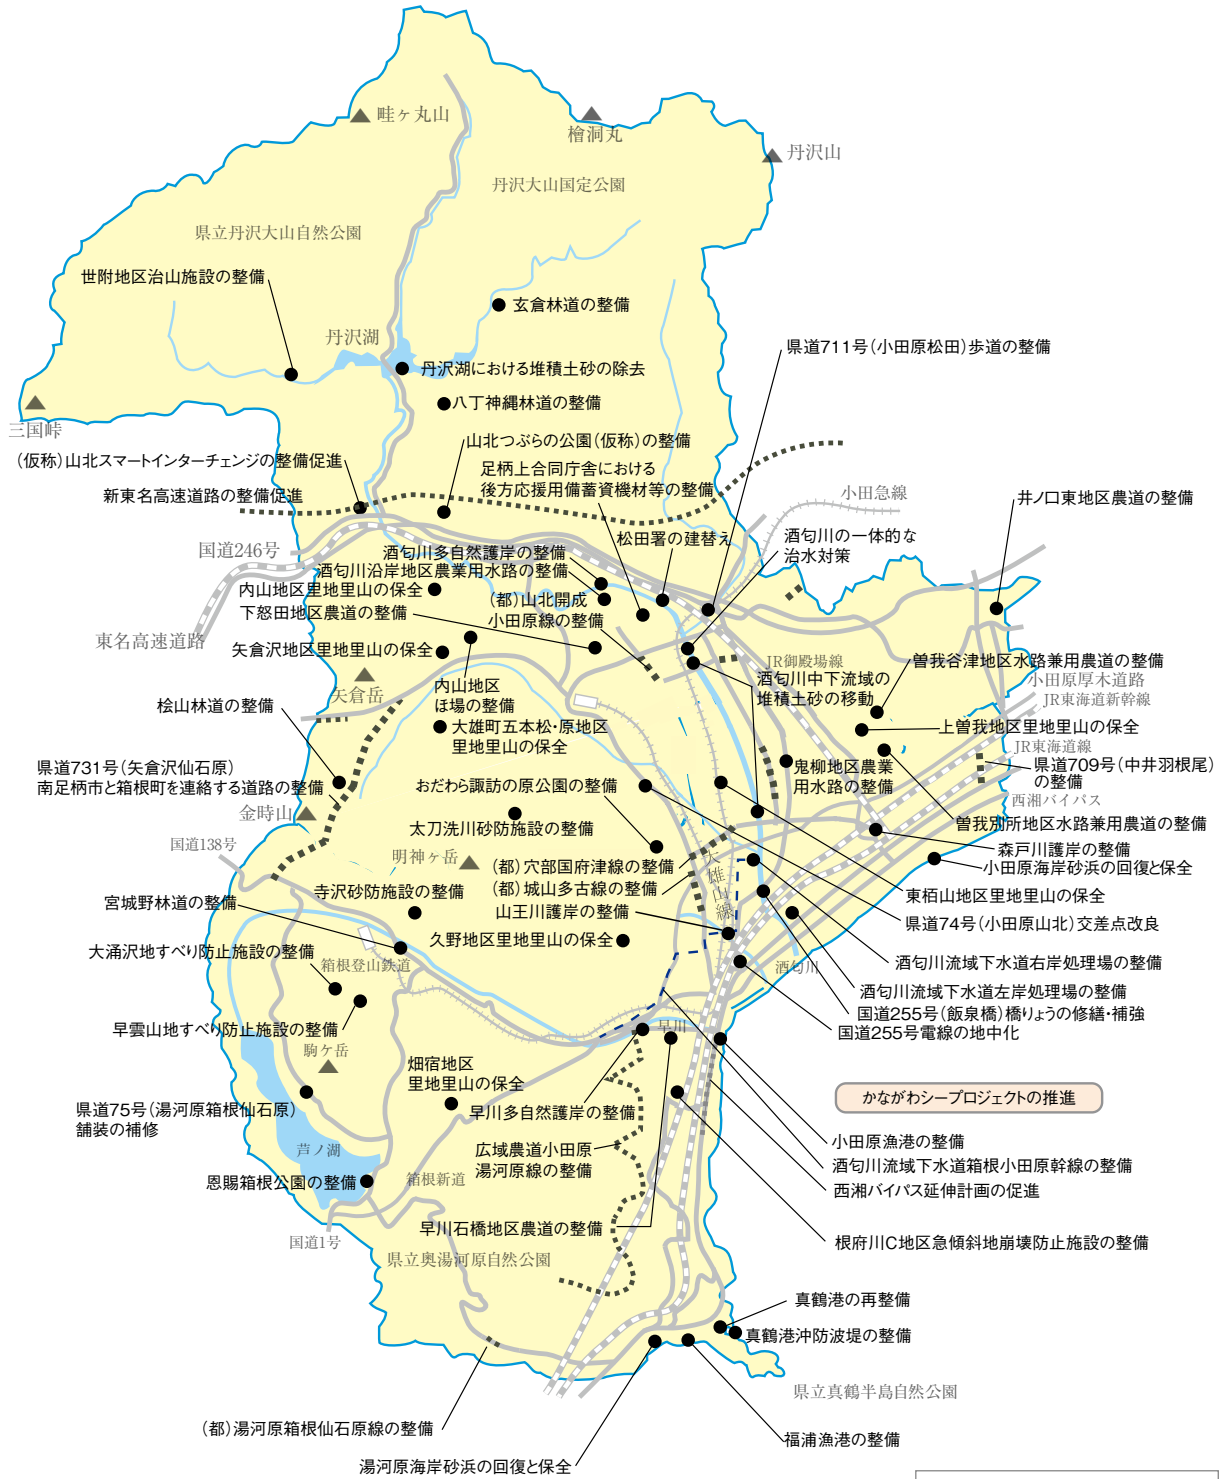 畦ヶ丸山
檜洞丸
丹沢山
丹沢大山国定公園
県立丹沢大山自然公園
世附地区治山施設の整備
玄倉林道の整備
丹沢湖
県道711号(小田原松田)歩道の整備
丹沢湖における堆積土砂の除去
八丁神縄林道の整備
三国峠
山北つぶらの公園(仮称)の整備
(仮称)山北スマートインターチェンジの整備促進
足柄上合同庁舎における
後方応援用備蓄資機材等の整備
新東名高速道路の整備促進
小田急線
井ノ口東地区農道の整備
松田署の建替え
酒匂川の一体的な
治水対策
国道246号
酒匂川多自然護岸の整備
酒匂川沿岸地区農業用水路の整備
内山地区里地里山の保全
(都)山北開成
小田原線の整備
下怒田地区農道の整備
東名高速道路
矢倉沢地区里地里山の保全
JR御殿場線
曽我谷津地区水路兼用農道の整備
酒匂川中下流域の
堆積土砂の移動
小田原厚木道路
矢倉岳
内山地区
ほ場の整備
JR東海道新幹線
桧山林道の整備
大雄町五本松・原地区
里地里山の保全
上曽我地区里地里山の保全
JR東海道線
県道731号(矢倉沢仙石原)
南足柄市と箱根町を連絡する道路の整備
鬼柳地区農業
用水路の整備
県道709号(中井羽根尾)
の整備
おだわら諏訪の原公園の整備
西湘バイパス
金時山
太刀洗川砂防施設の整備
曽我別所地区水路兼用農道の整備
国道138号
森戸川護岸の整備
明神ヶ岳
(都)穴部国府津線の整備
小田原海岸砂浜の回復と保全
大雄山線
(都)城山多古線の整備
寺沢砂防施設の整備
東栢山地区里地里山の保全
宮城野林道の整備
山王川護岸の整備
県道74号(小田原山北)交差点改良
久野地区里地里山の保全
大涌沢地すべり防止施設の整備
箱根登山鉄道
酒匂川
酒匂川流域下水道右岸処理場の整備
酒匂川流域下水道左岸処理場の整備
国道255号(飯泉橋)橋りょうの修繕・補強
早雲山地すべり防止施設の整備
早川
国道255号電線の地中化
駒ケ岳
畑宿地区
里地里山の保全
かながわシープロジェクトの推進
県道75号(湯河原箱根仙石原)
舗装の補修
早川多自然護岸の整備
小田原漁港の整備
芦ノ湖
広域農道小田原
湯河原線の整備
酒匂川流域下水道箱根小田原幹線の整備
恩賜箱根公園の整備
箱根新道
西湘バイパス延伸計画の促進
早川石橋地区農道の整備
国道1号
根府川C地区急傾斜地崩壊防止施設の整備
県立奥湯河原自然公園
真鶴港の再整備
真鶴港沖防波堤の整備
県立真鶴半島自然公園
(都)湯河原箱根仙石原線の整備
福浦漁港の整備
湯河原海岸砂浜の回復と保全